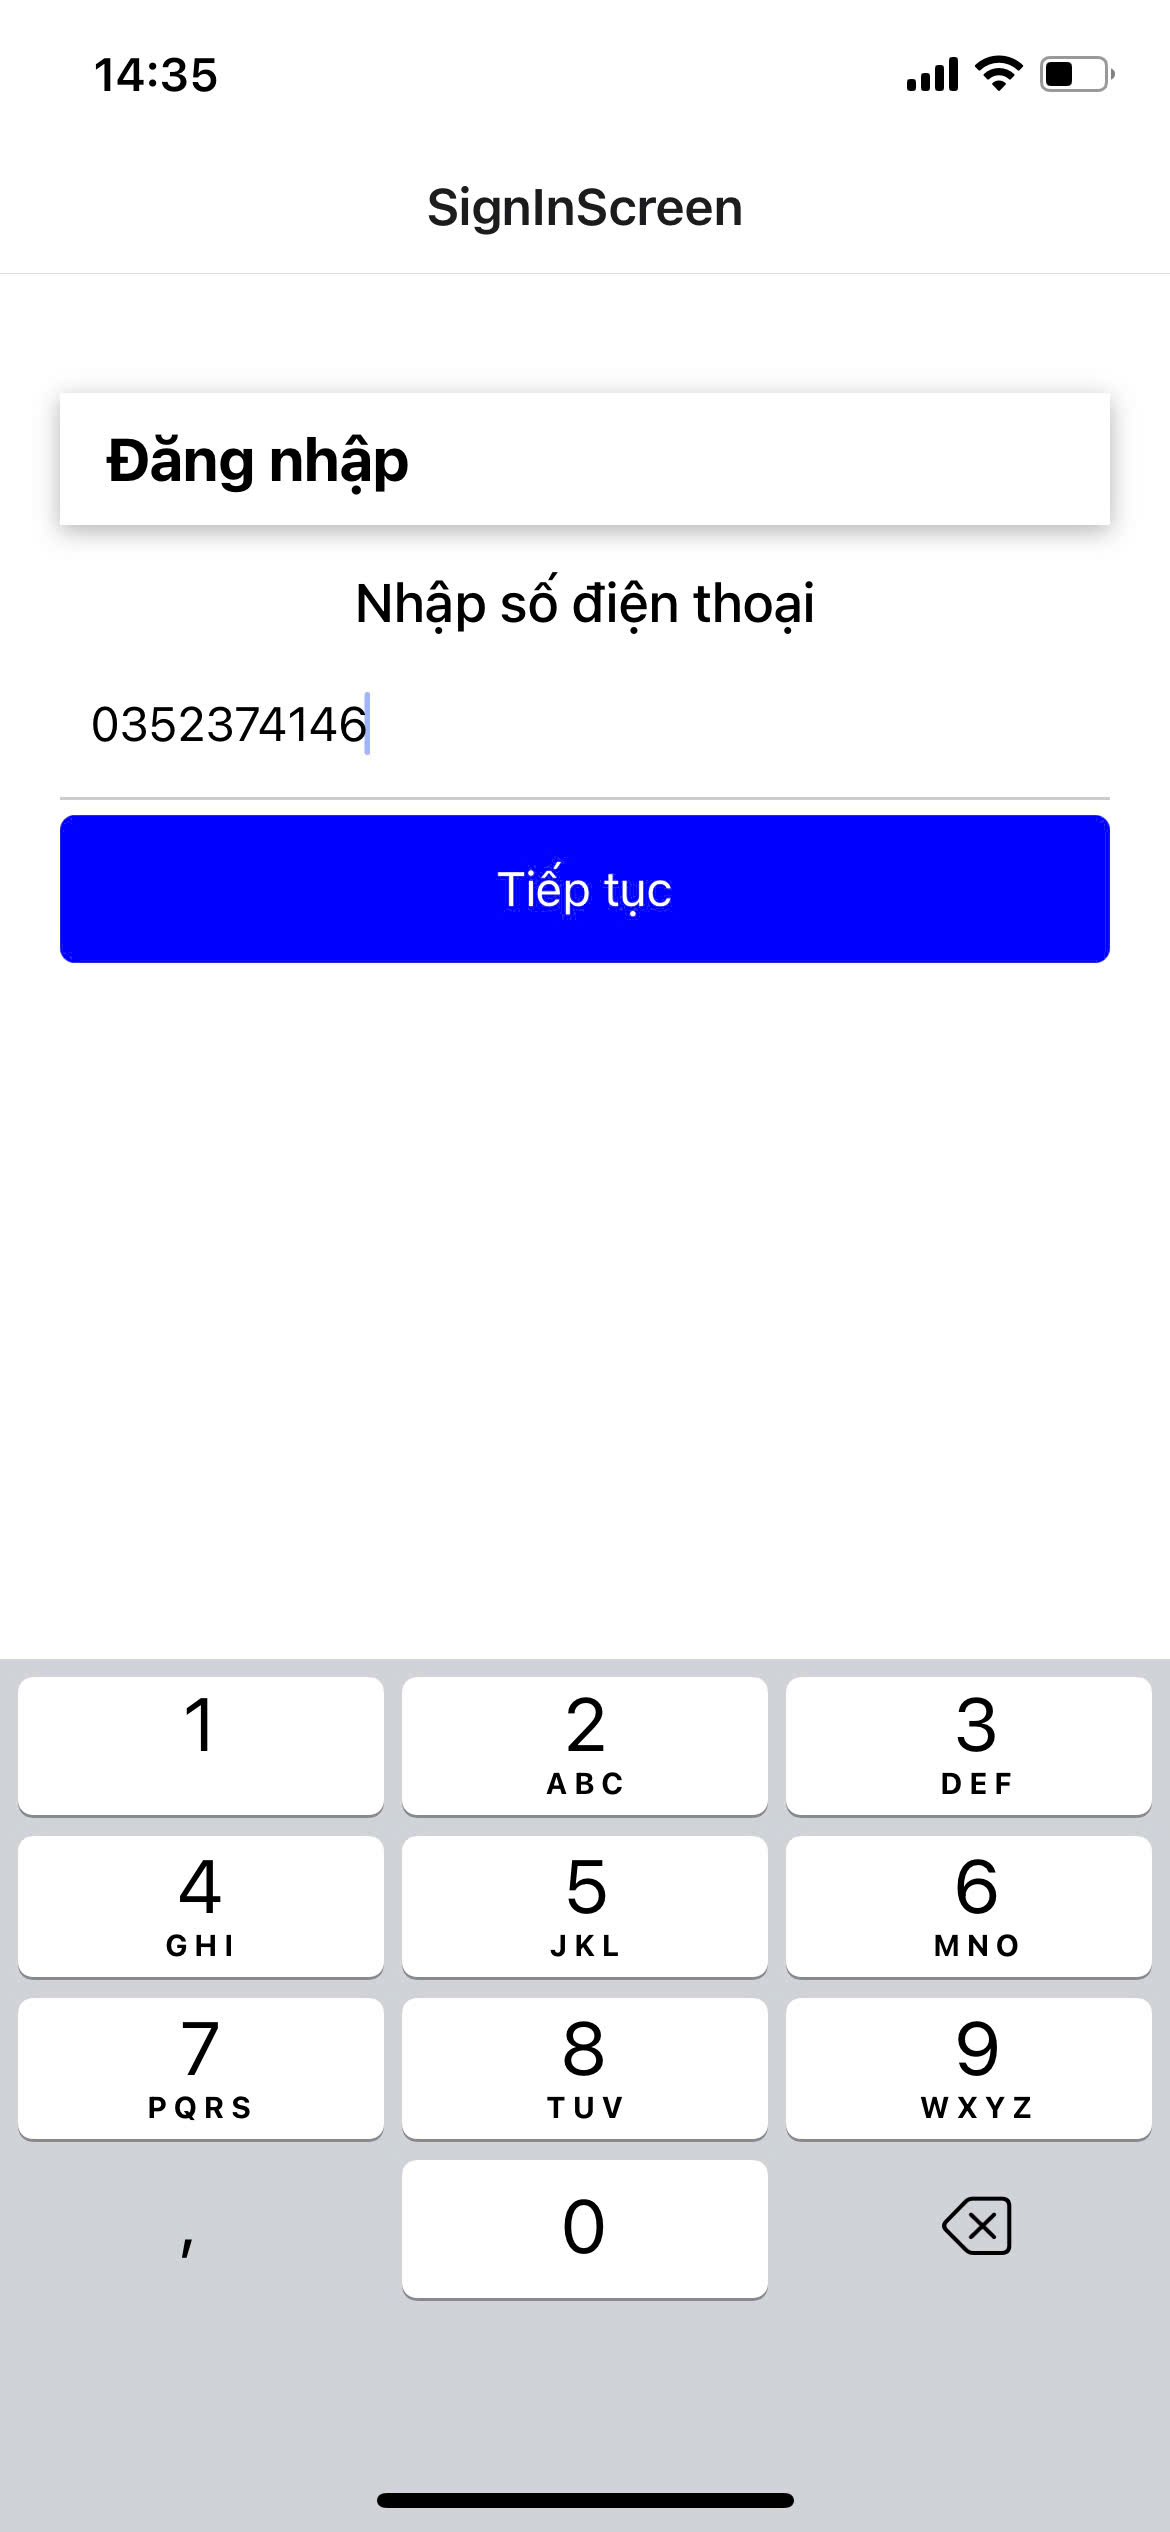 14:35
SignInScreen
Đăng nhập
Nhập số điện thoại
0352374146
Tiếp tục
1 2 3
ABC DEF
4 5 6
GHI JKL MNO
7 8 9
PQRS TUV WXYZ
, 0